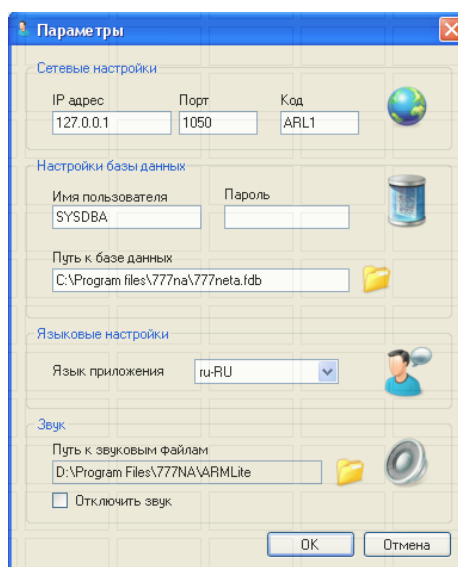 Параметры
Сетевые настройки
IP адрес Порт Код
127.0.0.1 1050 ARL1
Настройки базы данных
Имя пользователя Пароль
SYSDBA
Путь к базе данных
C:\Program files\777na\777neta.fdb
Языковые настройки
Язык приложения ru-RU
Звук
Путь к звуковым файлам
D:\Program Files\777NA\ARMLite
Отключить звук
OK Отмена